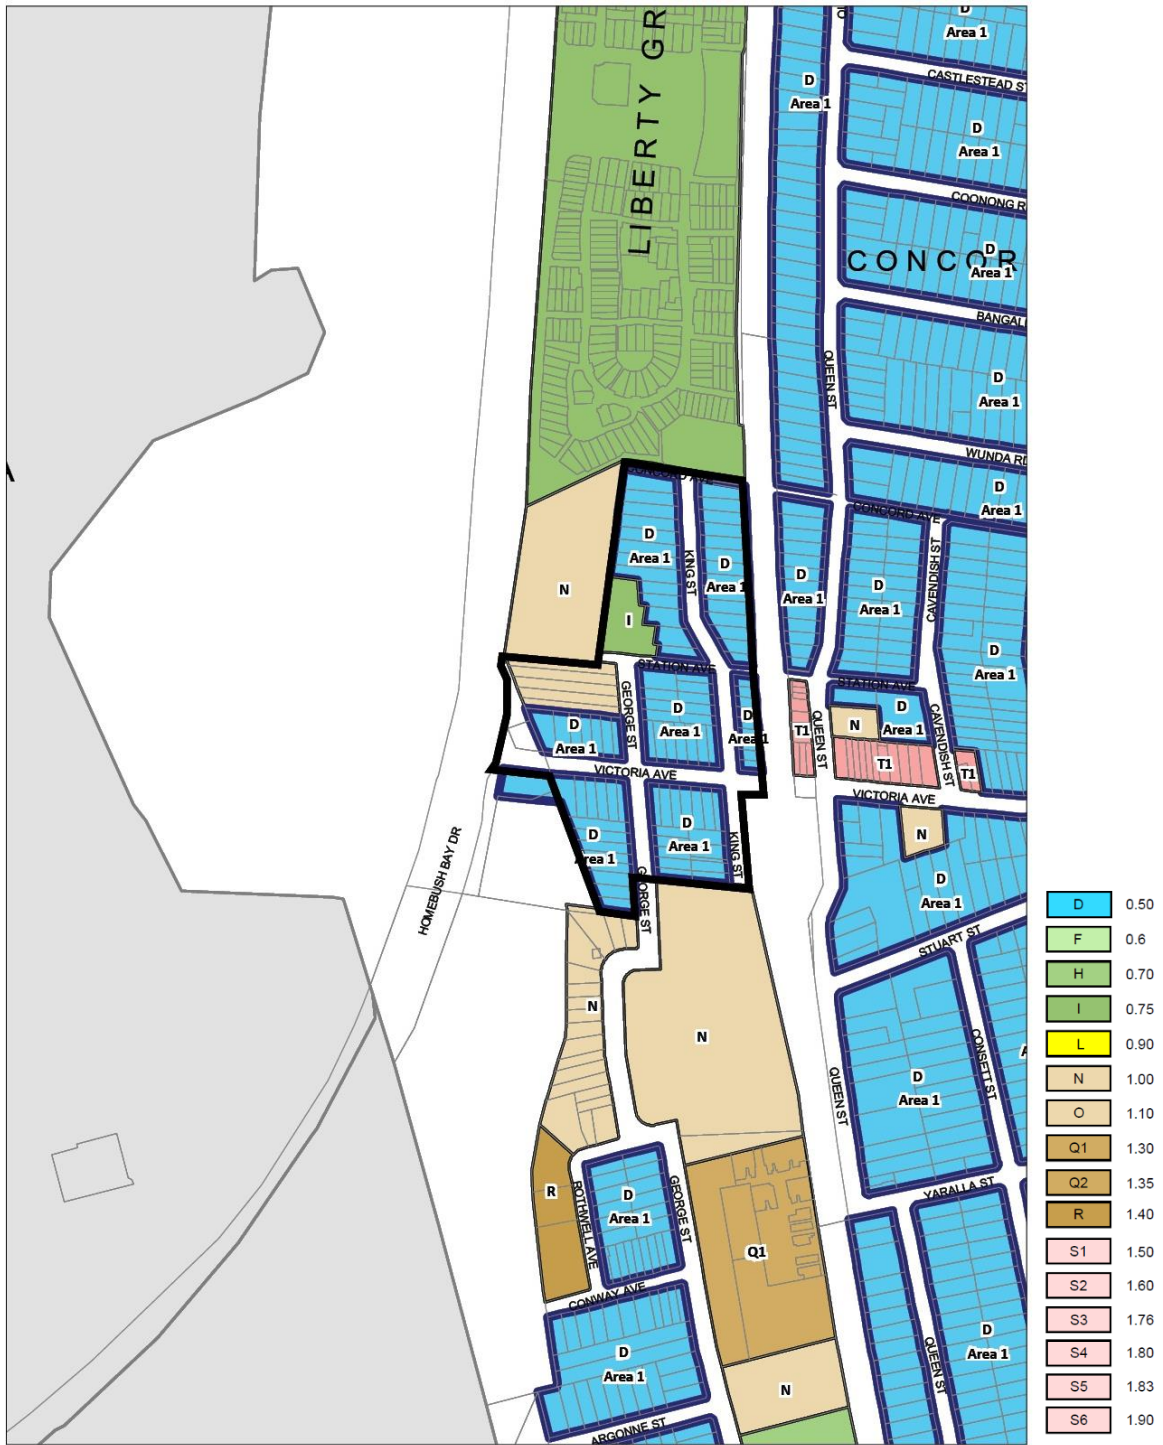 LIBERTY GR
D
Area 1
D
Area 1
CASTLESTEAD ST
D
Area 1
D
Area 1
COONONG R
CONCOR
D
Area 1
BANGAL
QUEEN ST
D
Area 1
WUNDA RD
D
Area 1
CONCORD AVE
CONCORD AVE
D
Area 1
KING ST
D
Area 1
D
Area 1
D
Area 1
CAVENDISH ST
N
I
D
Area 1
STATION AVE
STATION AVE
GEORGE ST
D
Area 1
D
Area 1
D
Area 1
T1
QUEEN ST
N
D
Area 1
CAVENDISH ST
T1
T1
VICTORIA AVE
VICTORIA AVE
HOMEBUSH BAY DR
D
Area 1
D
Area 1
KING ST
N
D
Area 1
GEORGE ST
STUART ST
N
N
QUEEN ST
D
Area 1
CONSETT ST
A
YARALLA ST
R
ROTHWELL AVE
D
Area 1
GEORGE ST
Q1
CONWAY AVE
D
Area 1
N
QUEEN ST
D
Area 1
ARGONNE ST
D 0.50
F 0.6
H 0.70
I 0.75
L 0.90
N 1.00
O 1.10
Q1 1.30
Q2 1.35
R 1.40
S1 1.50
S2 1.60
S3 1.76
S4 1.80
S5 1.83
S6 1.90